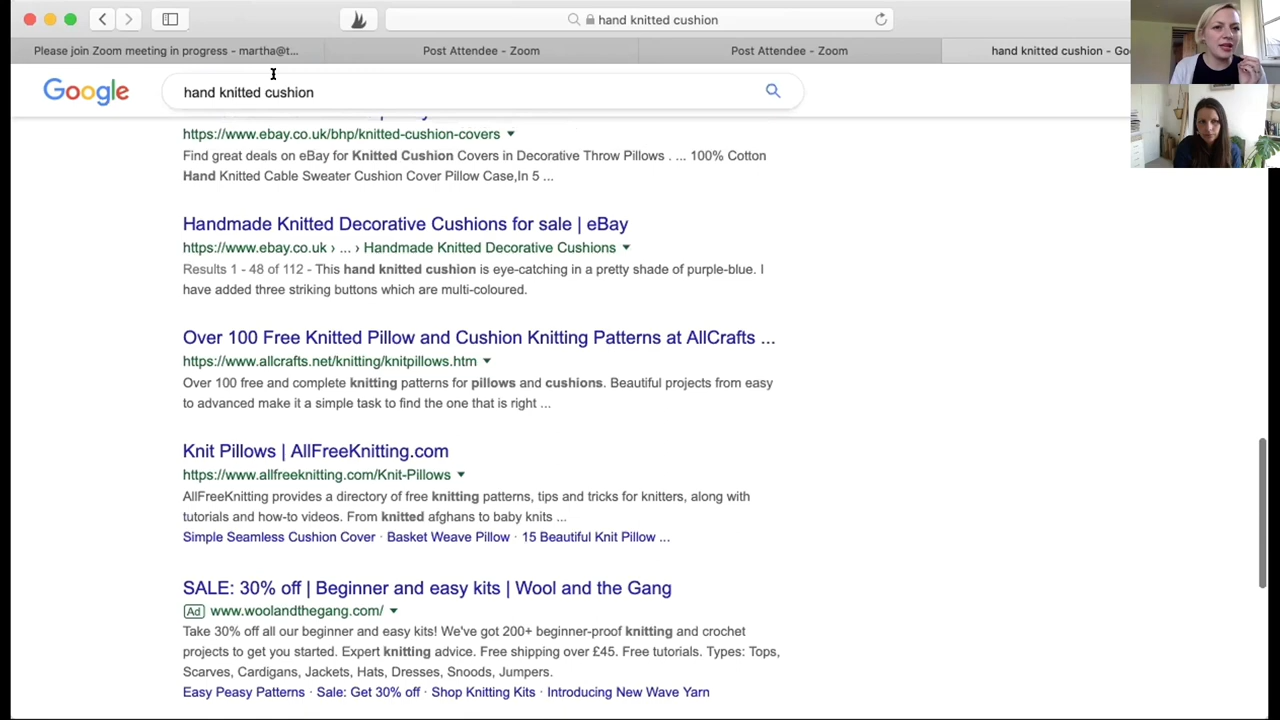 hand knitted cushion
Please join Zoom meeting in progress - martha@t...
Post Attendee - Zoom
Post Attendee - Zoom
hand knitted cushion - Go
Google
hand knitted cushion
https://www.ebay.co.uk/bhp/knitted-cushion-covers
Find great deals on eBay for Knitted Cushion Covers in Decorative Throw Pillows . ... 100% Cotton
Hand Knitted Cable Sweater Cushion Cover Pillow Case,In 5 ...
Handmade Knitted Decorative Cushions for sale | eBay
https://www.ebay.co.uk › ... › Handmade Knitted Decorative Cushions
Results 1 - 48 of 112 - This hand knitted cushion is eye-catching in a pretty shade of purple-blue. I
have added three striking buttons which are multi-coloured.
Over 100 Free Knitted Pillow and Cushion Knitting Patterns at AllCrafts ...
https://www.allcrafts.net/knitting/knitpillows.htm
Over 100 free and complete knitting patterns for pillows and cushions. Beautiful projects from easy
to advanced make it a simple task to find the one that is right ...
Knit Pillows | AllFreeKnitting.com
https://www.allfreeknitting.com/Knit-Pillows
AllFreeKnitting provides a directory of free knitting patterns, tips and tricks for knitters, along with
tutorials and how-to videos. From knitted afghans to baby knits ...
Simple Seamless Cushion Cover · Basket Weave Pillow · 15 Beautiful Knit Pillow ...
SALE: 30% off | Beginner and easy kits | Wool and the Gang
Ad www.woolandthegang.com/
Take 30% off all our beginner and easy kits! We've got 200+ beginner-proof knitting and crochet
projects to get you started. Expert knitting advice. Free shipping over £45. Free tutorials. Types: Tops,
Scarves, Cardigans, Jackets, Hats, Dresses, Snoods, Jumpers.
Easy Peasy Patterns · Sale: Get 30% off · Shop Knitting Kits · Introducing New Wave Yarn